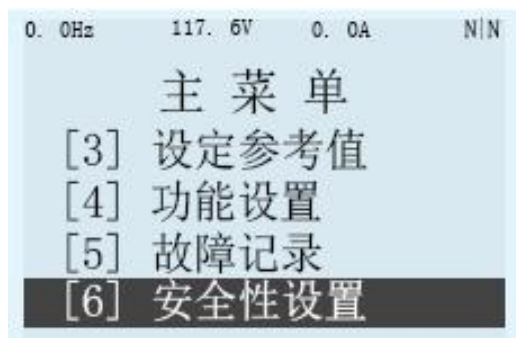 0. 0Hz 117. 6V 0. 0A N|N
主菜单
[3] 设定参考值
[4] 功能设置
[5] 故障记录
[6] 安全性设置